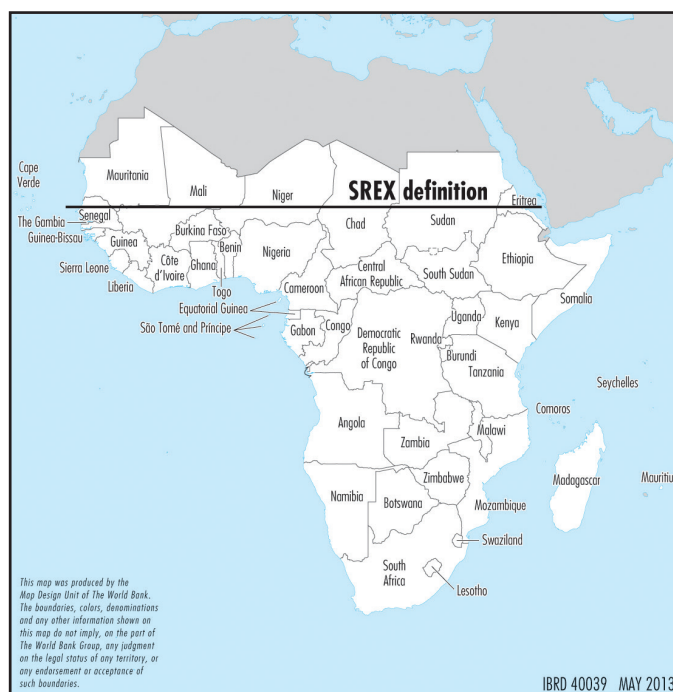 Cape
Verde
Mauritania
Mali
Niger
SREX definition
Eritrea
Senegal
The Gambia
Guinea-Bissau
Guinea
Burkina Faso
Benin
Nigeria
Chad
Sudan
Sierra Leone
Côte
d'Ivoire
Ghana
Ethiopia
Liberia
Togo
Cameroon
Central
African Republic
South Sudan
Equatorial Guinea
Somalia
São Tomé and Príncipe
Gabon
Congo
Democratic
Republic
of Congo
Uganda
Kenya
Rwanda
Burundi
Tanzania
Seychelles
Comoros
Angola
Malawi
Zambia
Zimbabwe
Madagascar
Mauritiu
Namibia
Botswana
Mozambique
Swaziland
South
Africa
Lesotho
This map was produced by the
Map Design Unit of The World Bank.
The boundaries, colors, denominations
and any other information shown on
this map do not imply, on the part of
The World Bank Group, any judgment
on the legal status of any territory, or
any endorsement or acceptance of
such boundaries.
IBRD 40039 MAY 2013